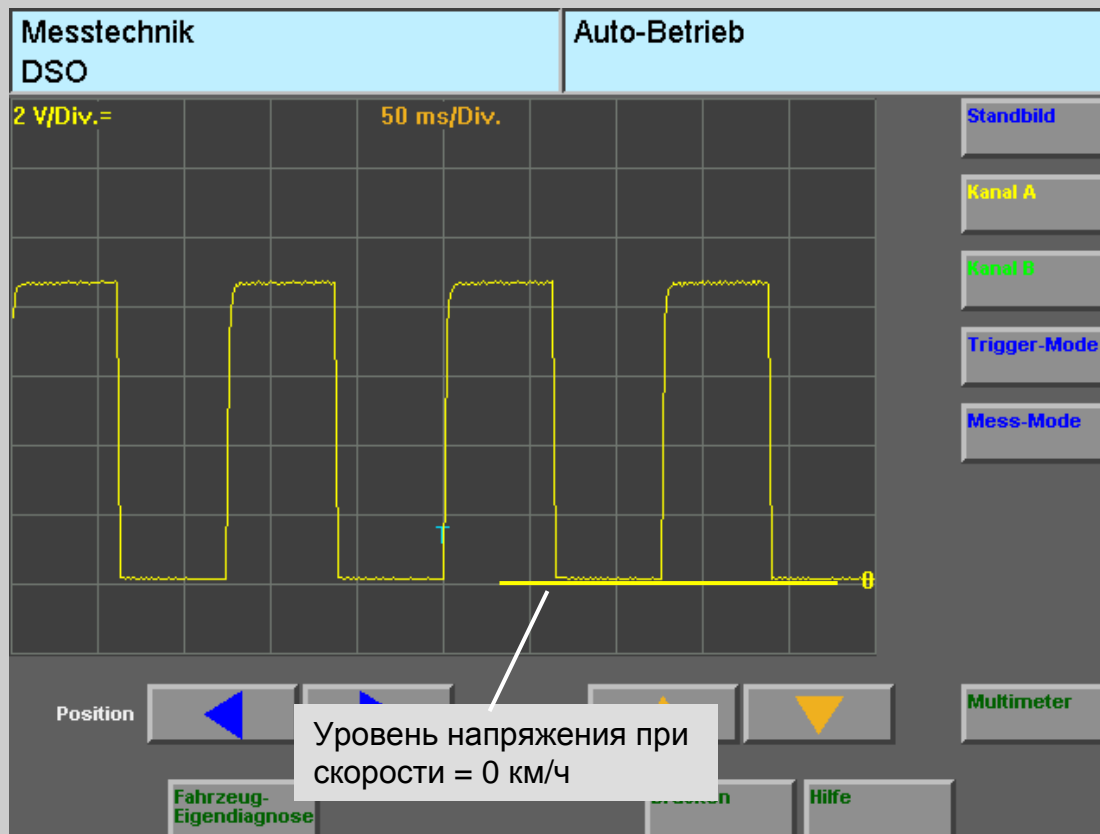 Messtechnik
DSO
Auto-Betrieb
2 V/Div.=
50 ms/Div.
Standbild
Kanal A
Kanal B
Trigger-Mode
Mess-Mode
T
0
Position
Multimeter
Уровень напряжения при
скорости = 0 км/ч
Fahrzeug-
Eigendiagnose
Drucken
Hilfe